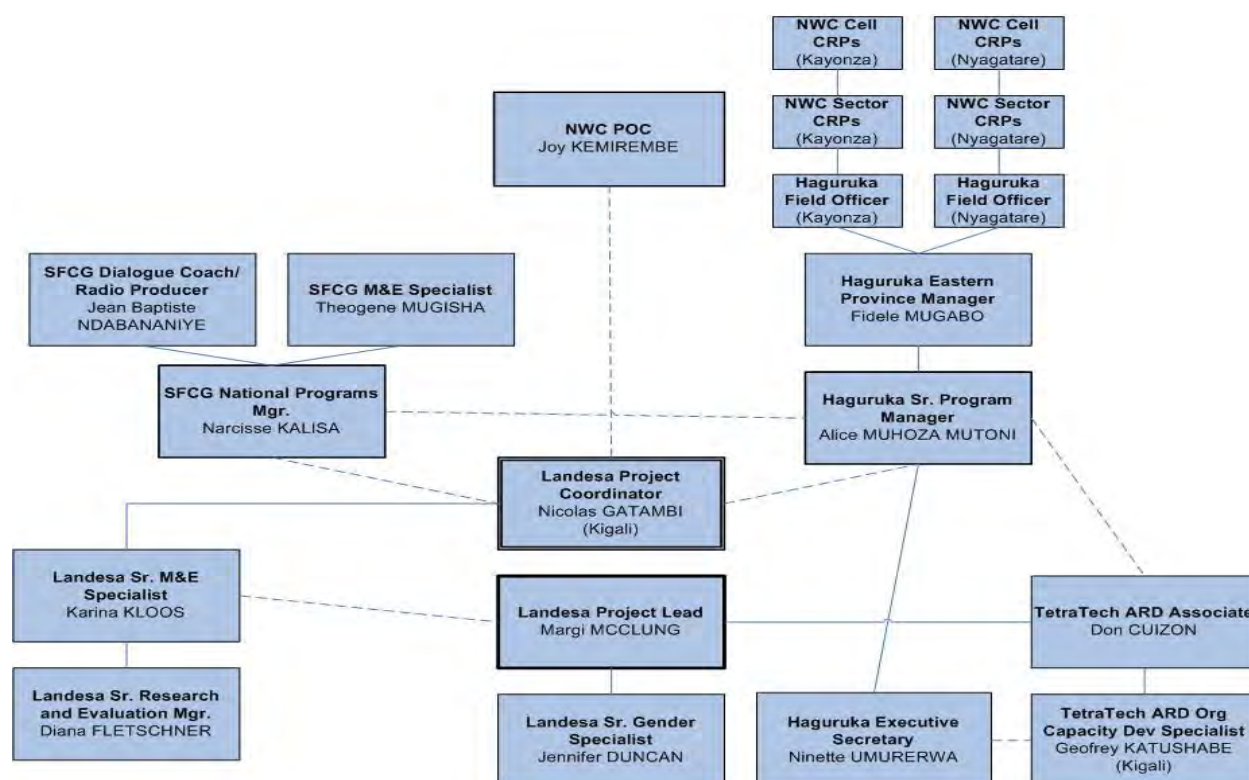 NWC Cell
CRPs
(Kayonza)
NWC Cell
CRPs
(Nyagatare)
NWC POC
Joy KEMIREMBE
NWC Sector
CRPs
(Kayonza)
NWC Sector
CRPs
(Nyagatare)
Haguruka
Field Officer
(Kayonza)
Haguruka
Field Officer
(Nyagatare)
SFCG Dialogue Coach/
Radio Producer
Jean Baptiste
NDABANANIYE
SFCG M&E Specialist
Theogene MUGISHA
Haguruka Eastern
Province Manager
Fidele MUGABO
SFCG National Programs
Mgr.
Narcisse KALISA
Haguruka Sr. Program
Manager
Alice MUHOZA MUTONI
Landesa Project
Coordinator
Nicolas GATAMBI
(Kigali)
Landesa Sr. M&E
Specialist
Karina KLOOS
Landesa Project Lead
Margi MCCLUNG
TetraTech ARD Associate
Don CUIZON
Landesa Sr. Research
and Evaluation Mgr.
Diana FLETSCHNER
Landesa Sr. Gender
Specialist
Jennifer DUNCAN
Haguruka Executive
Secretary
Ninette UMURERWA
TetraTech ARD Org
Capacity Dev Specialist
Geofrey KATUSHABE
(Kigali)